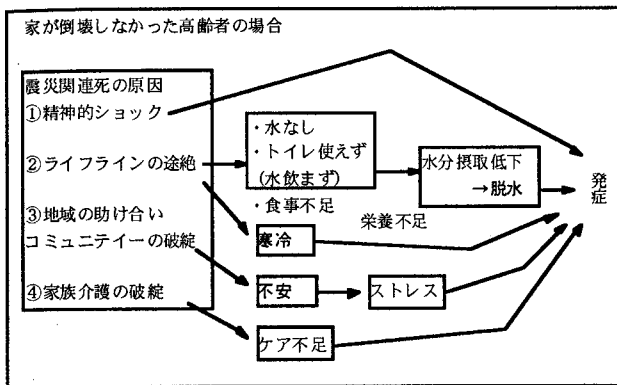 家が倒壊しなかった高齢者の場合
震災関連死の原因
①精神的ショック
②ライフラインの途絶
③地域の助け合い
コミュニテイーの破綻
④家族介護の破綻
・水なし
・トイレ使えず
(水飲まず)
・食事不足
寒冷
不安
ケア不足
水分摂取低下
→脱水
栄養不足
ストレス
発症